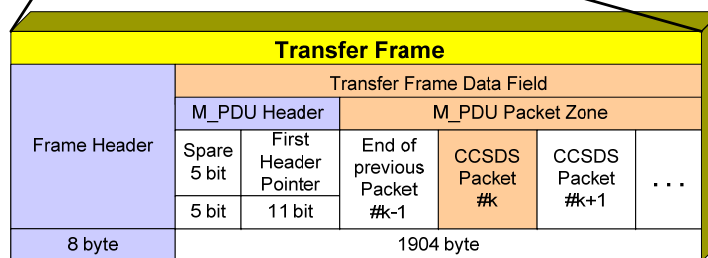 Transfer Frame
Transfer Frame Data Field
M_PDU Header
M_PDU Packet Zone
Frame Header
Spare
5 bit
First
Header
Pointer
End of
previous
Packet
#k-1
CCSDS
Packet
#k
CCSDS
Packet
#k+1
...
5 bit
11 bit
8 byte
1904 byte